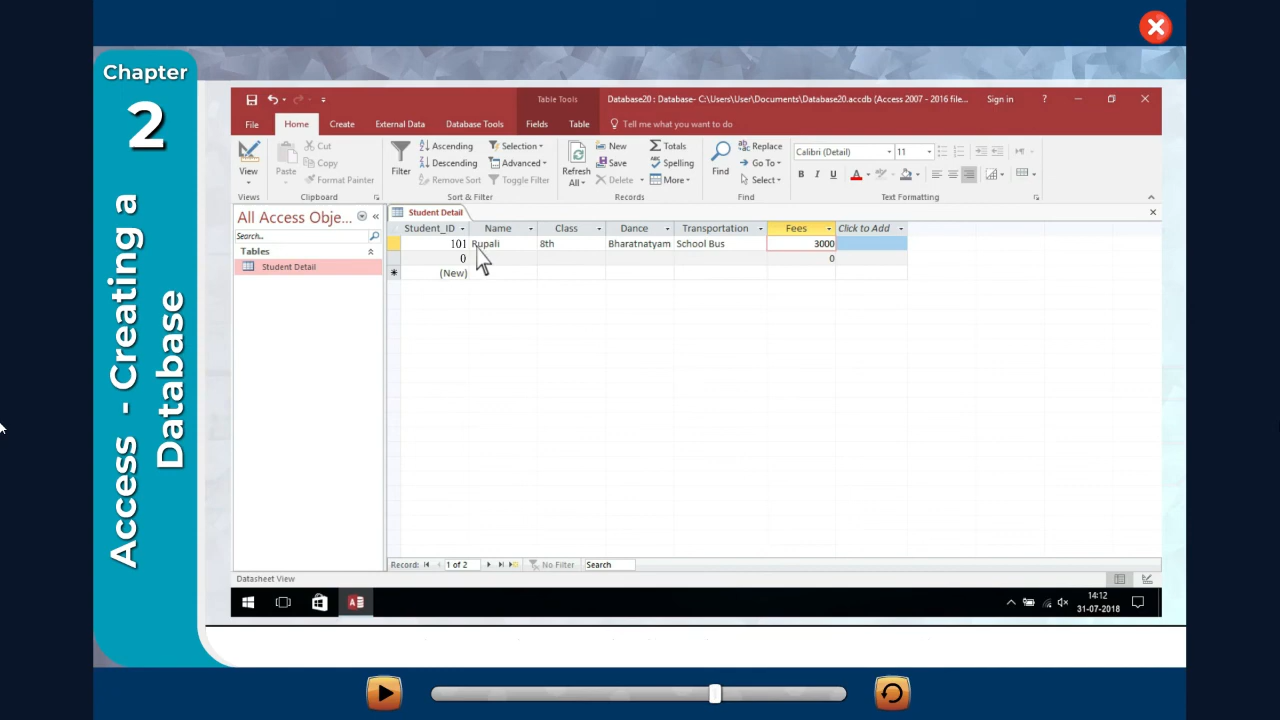 Chapter
2
Access - Creating a
Database
Table Tools
Database20 : Database- C:\Users\User\Documents\Database20.accdb (Access 2007 - 2016 file...
Sign in
?
File
Home
Create
External Data
Database Tools
Fields
Table
Tell me what you want to do
View
Paste
Cut
Copy
Format Painter
Filter
Ascending
Descending
Remove Sort
Selection
Advanced
Toggle Filter
Refresh
All
New
Save
Delete
Totals
Spelling
More
Find
Replace
Go To
Select
Calibri (Detail)
11
B I U
A
Views
Clipboard
Sort & Filter
Records
Find
Text Formatting
All Access Obje...
Search...
Tables
Student Detail
Student Detail
Student_ID Name Class Dance Transportation Fees Click to Add
101 Rupali 8th Bharatnatyam School Bus 3000
0 0
* (New)
Record: 1 of 2 No Filter Search
Datasheet View
14:12
31-07-2018